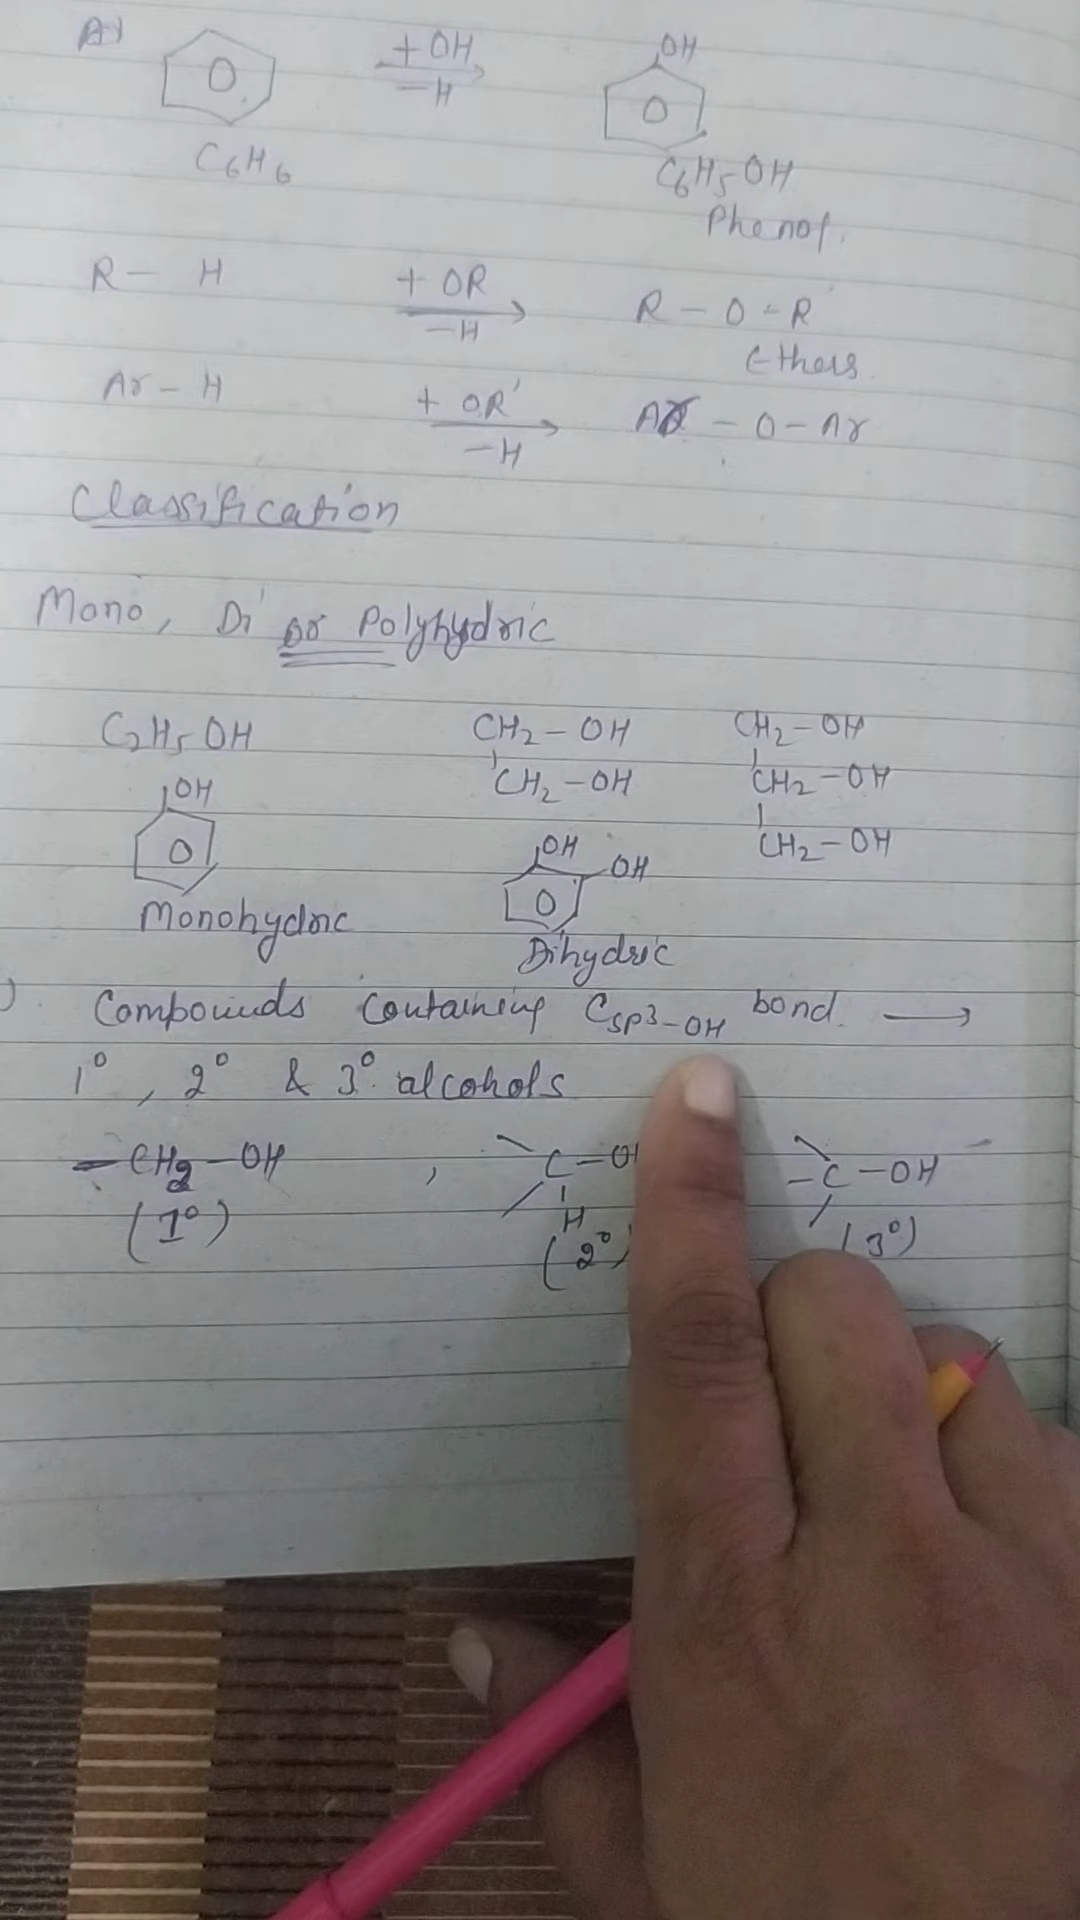 Ar
+ OH
- H
OH
C6H6
C6H5OH
Phenol.
R - H
+ OR
- H
R - O - R
Ethers
Ar - H
+ OR'
- H
Ar - O - Ar
Classification
Mono, Di or Polyhydric
C2H5OH
CH2 - OH
CH2 - OH
CH2 - OH
CH2 - OH
CH2 - OH
OH
OH
OH
Monohydric
Dihydric
Compounds containing Csp3-OH bond. →
1°, 2° & 3° alcohols
- CH2 - OH , C - OH C - OH
H
(1°) (2°) (3°)